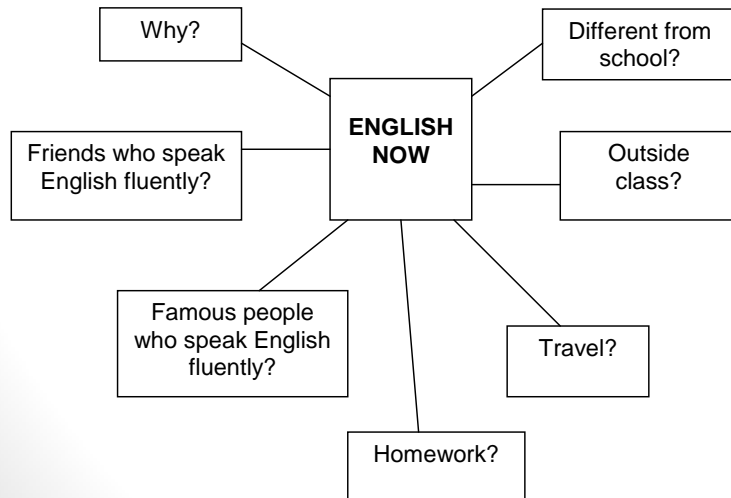 Why?
Different from
school?
ENGLISH
NOW
Friends who speak
English fluently?
Outside
class?
Famous people
who speak English
fluently?
Travel?
Homework?